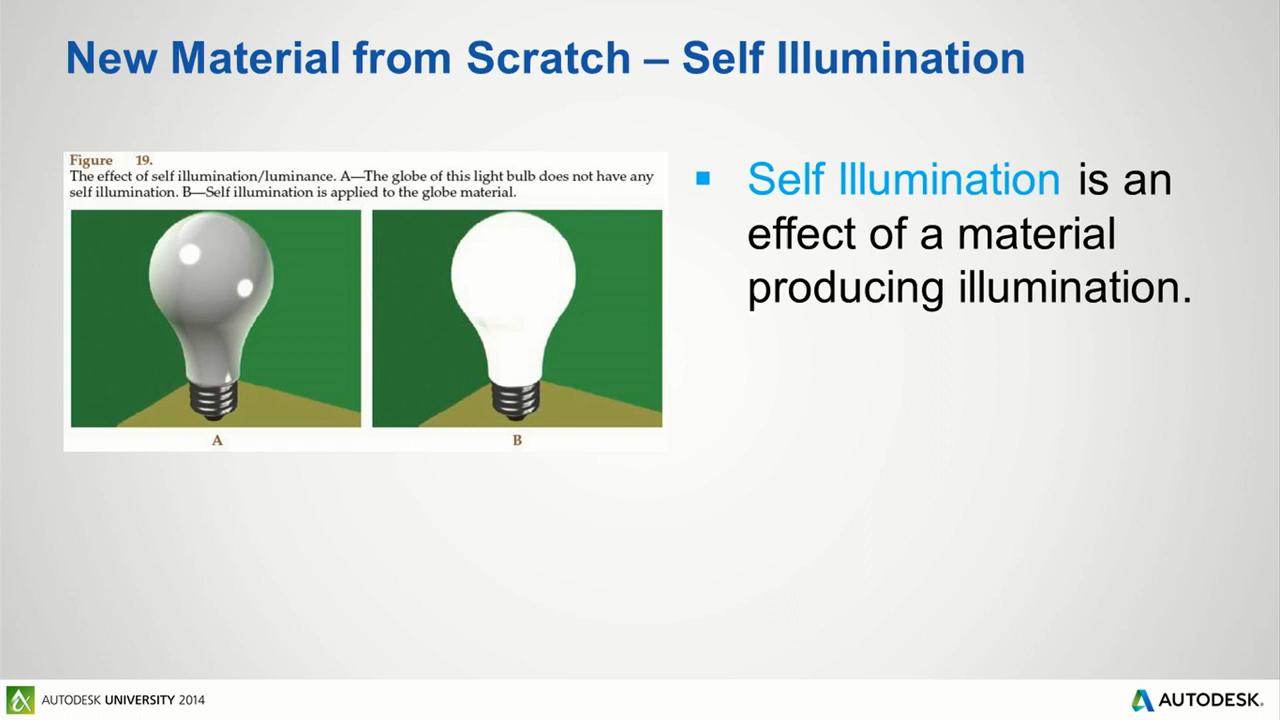 New Material from Scratch – Self Illumination
Figure 19.
The effect of self illumination/luminance. A—The globe of this light bulb does not have any
self illumination. B—Self illumination is applied to the globe material.
A
B
▪ Self Illumination is an
effect of a material
producing illumination.
AUTODESK UNIVERSITY 2014
AUTODESK.